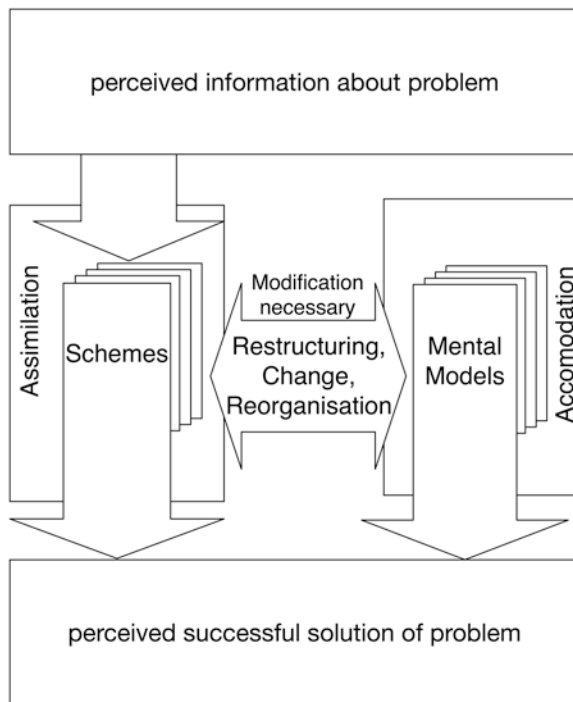 perceived information about problem
Assimilation
Schemes
Modification
necessary
Restructuring,
Change,
Reorganisation
Mental
Models
Accomodation
perceived successful solution of problem